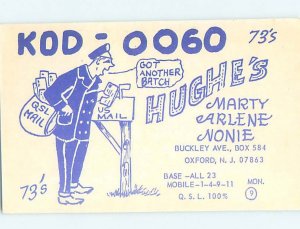 KOD-0060
73's
GOT
ANOTHER
BATCH
HUGHE's
QSL
MAIL
US
MAIL
MARTY
ARLENE
NONIE
BUCKLEY AVE., BOX 584
OXFORD, N. J. 07863
73's
BASE - ALL 23
MOBILE-1-4-9-11
MON.
9
Q. S. L. 100%